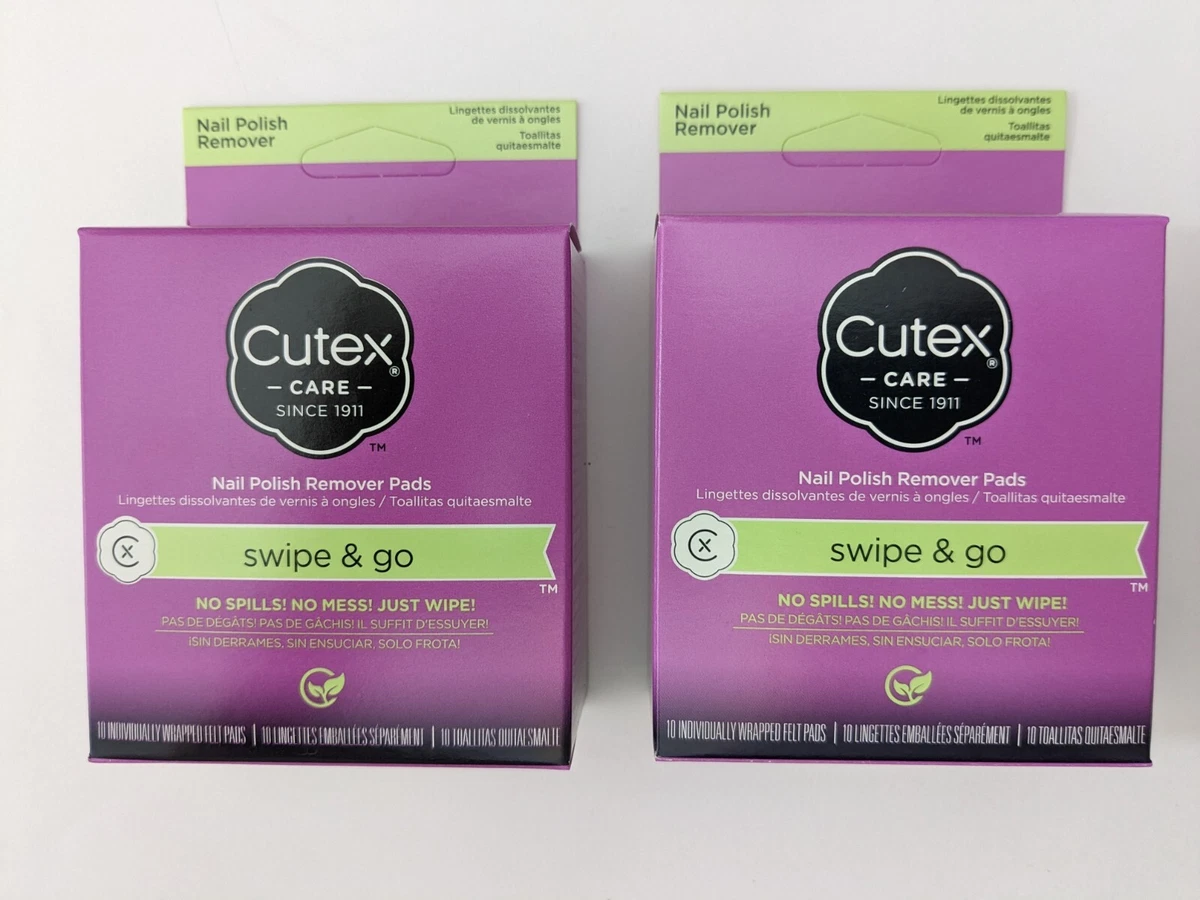 Nail Polish
Remover
Lingettes dissolvantes
de vernis à ongles
Toallitas
quitaesmalte
Cutex®
— CARE —
SINCE 1911
TM
Nail Polish Remover Pads
Lingettes dissolvantes de vernis à ongles / Toallitas quitaesmalte
CX
swipe & go
TM
NO SPILLS! NO MESS! JUST WIPE!
PAS DE DÉGÂTS! PAS DE GÂCHIS! IL SUFFIT D'ESSUYER!
¡SIN DERRAMES, SIN ENSUCIAR, SOLO FROTA!
10 INDIVIDUALLY WRAPPED FELT PADS | 10 LINGETTES EMBALLÉES SÉPARÉMENT | 10 TOALLITAS QUITAESMALTE
Nail Polish
Remover
Lingettes dissolvantes
de vernis à ongles
Toallitas
quitaesmalte
Cutex®
— CARE —
SINCE 1911
TM
Nail Polish Remover Pads
Lingettes dissolvantes de vernis à ongles / Toallitas quitaesmalte
CX
swipe & go
TM
NO SPILLS! NO MESS! JUST WIPE!
PAS DE DÉGÂTS! PAS DE GÂCHIS! IL SUFFIT D'ESSUYER!
¡SIN DERRAMES, SIN ENSUCIAR, SOLO FROTA!
10 INDIVIDUALLY WRAPPED FELT PADS | 10 LINGETTES EMBALLÉES SÉPARÉMENT | 10 TOALLITAS QUITAESMALTE